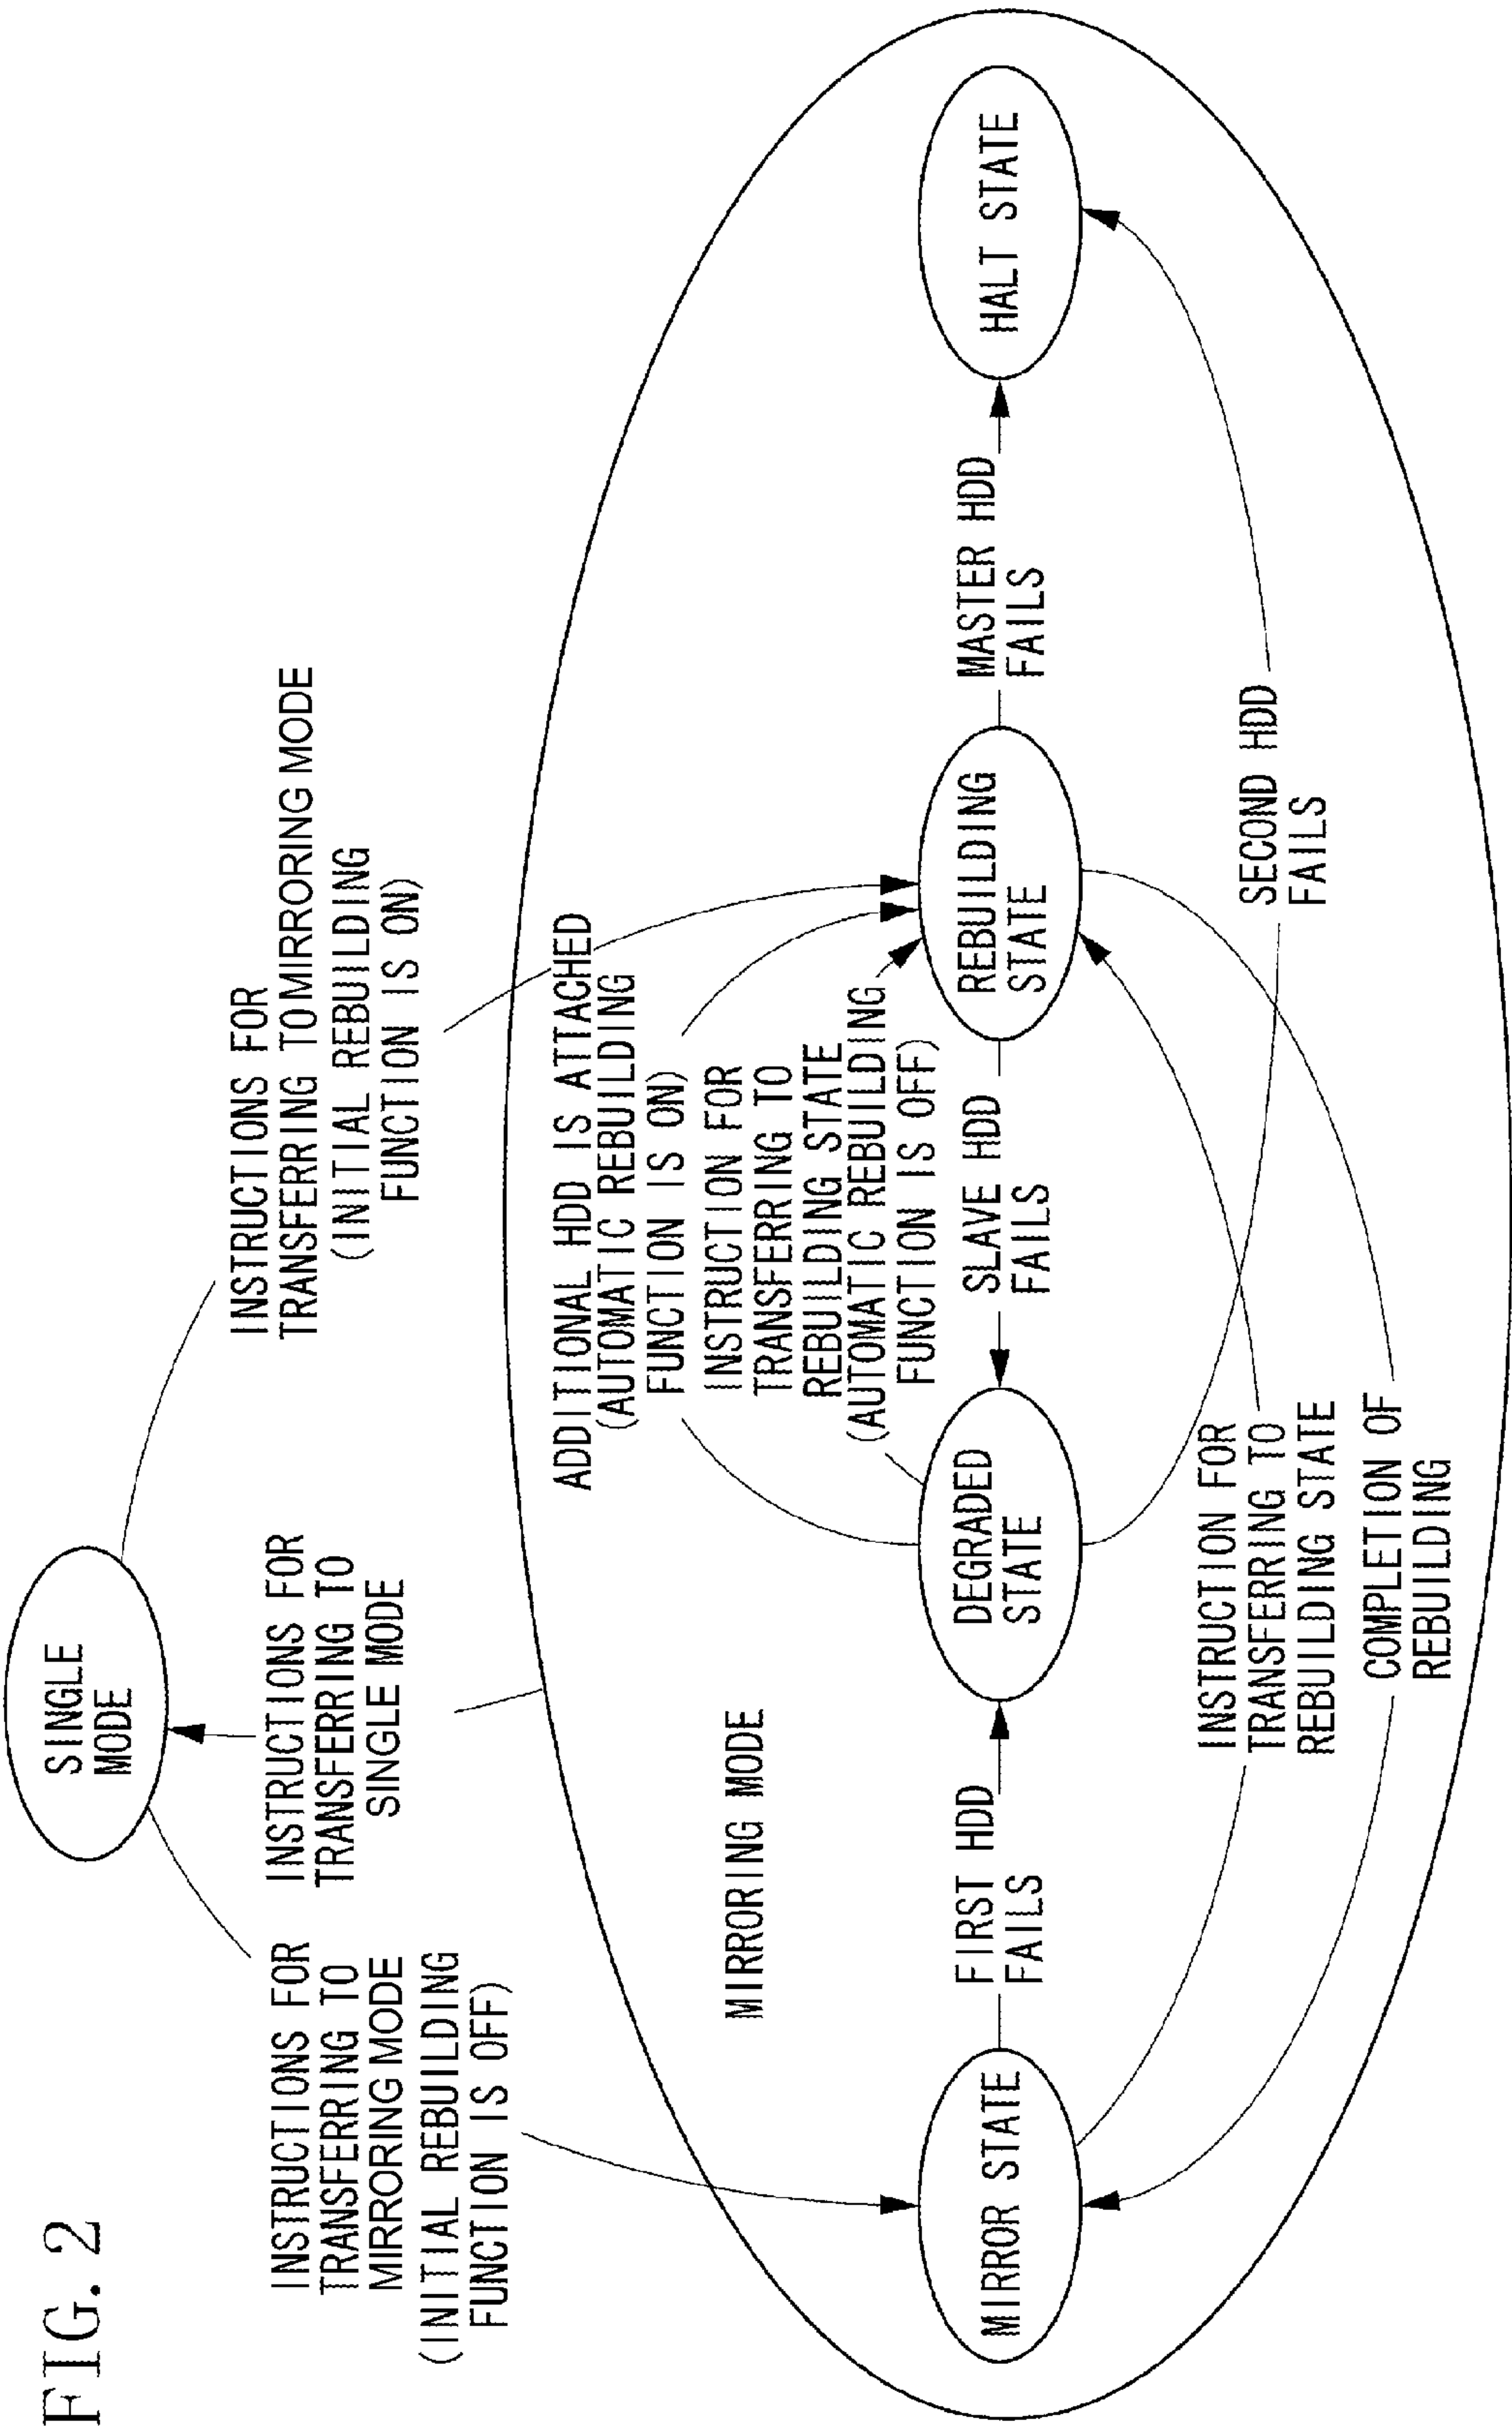 FIG. 2
SINGLE
MODE
INSTRUCTIONS FOR
TRANSFERRING TO
MIRRORING MODE
(INITIAL REBUILDING
FUNCTION IS OFF)
INSTRUCTIONS FOR
TRANSFERRING TO
SINGLE MODE
INSTRUCTIONS FOR
TRANSFERRING TO MIRRORING MODE
(INITIAL REBUILDING
FUNCTION IS ON)
MIRRORING MODE
ADDITIONAL HDD IS ATTACHED
(AUTOMATIC REBUILDING
FUNCTION IS ON)
INSTRUCTION FOR
TRANSFERRING TO
REBUILDING STATE
(AUTOMATIC REBUILDING
FUNCTION IS OFF)
MIRROR STATE
FIRST HDD
FAILS
DEGRADED
STATE
SLAVE HDD
FAILS
REBUILDING
STATE
MASTER HDD
FAILS
HALT STATE
INSTRUCTION FOR
TRANSFERRING TO
REBUILDING STATE
SECOND HDD
FAILS
COMPLETION OF
REBUILDING